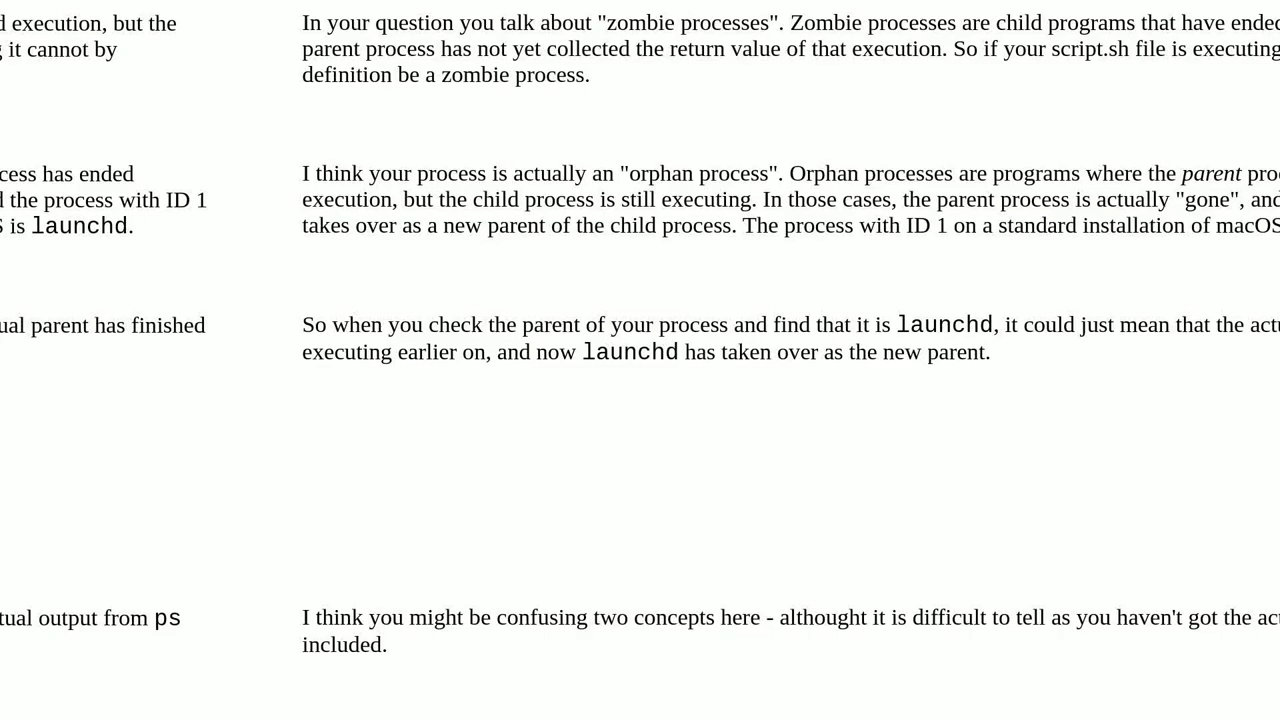 d execution, but the
g it cannot by
cess has ended
d the process with ID 1
S is launchd.
ual parent has finished
tual output from ps
In your question you talk about "zombie processes". Zombie processes are child programs that have ended
parent process has not yet collected the return value of that execution. So if your script.sh file is executing
definition be a zombie process.
I think your process is actually an "orphan process". Orphan processes are programs where the parent proc
execution, but the child process is still executing. In those cases, the parent process is actually "gone", and
takes over as a new parent of the child process. The process with ID 1 on a standard installation of macOS
So when you check the parent of your process and find that it is launchd, it could just mean that the actu
executing earlier on, and now launchd has taken over as the new parent.
I think you might be confusing two concepts here - althought it is difficult to tell as you haven't got the act
included.